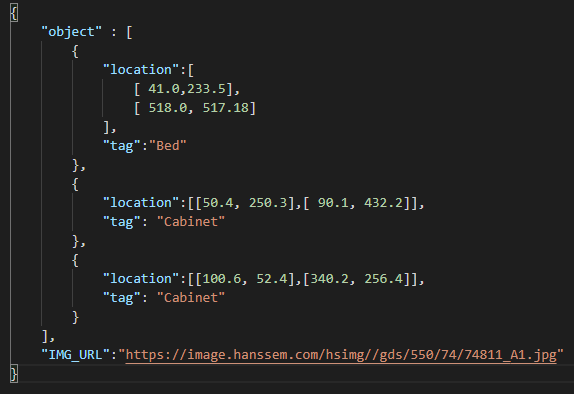 {
"object" : [
{
"location":[
[ 41.0,233.5],
[ 518.0, 517.18]
],
"tag":"Bed"
},
{
"location":[[50.4, 250.3],[ 90.1, 432.2]],
"tag": "Cabinet"
},
{
"location":[[100.6, 52.4],[340.2, 256.4]],
"tag": "Cabinet"
}
],
"IMG_URL":"https://image.hanssem.com/hsimg//gds/550/74/74811_A1.jpg"
}